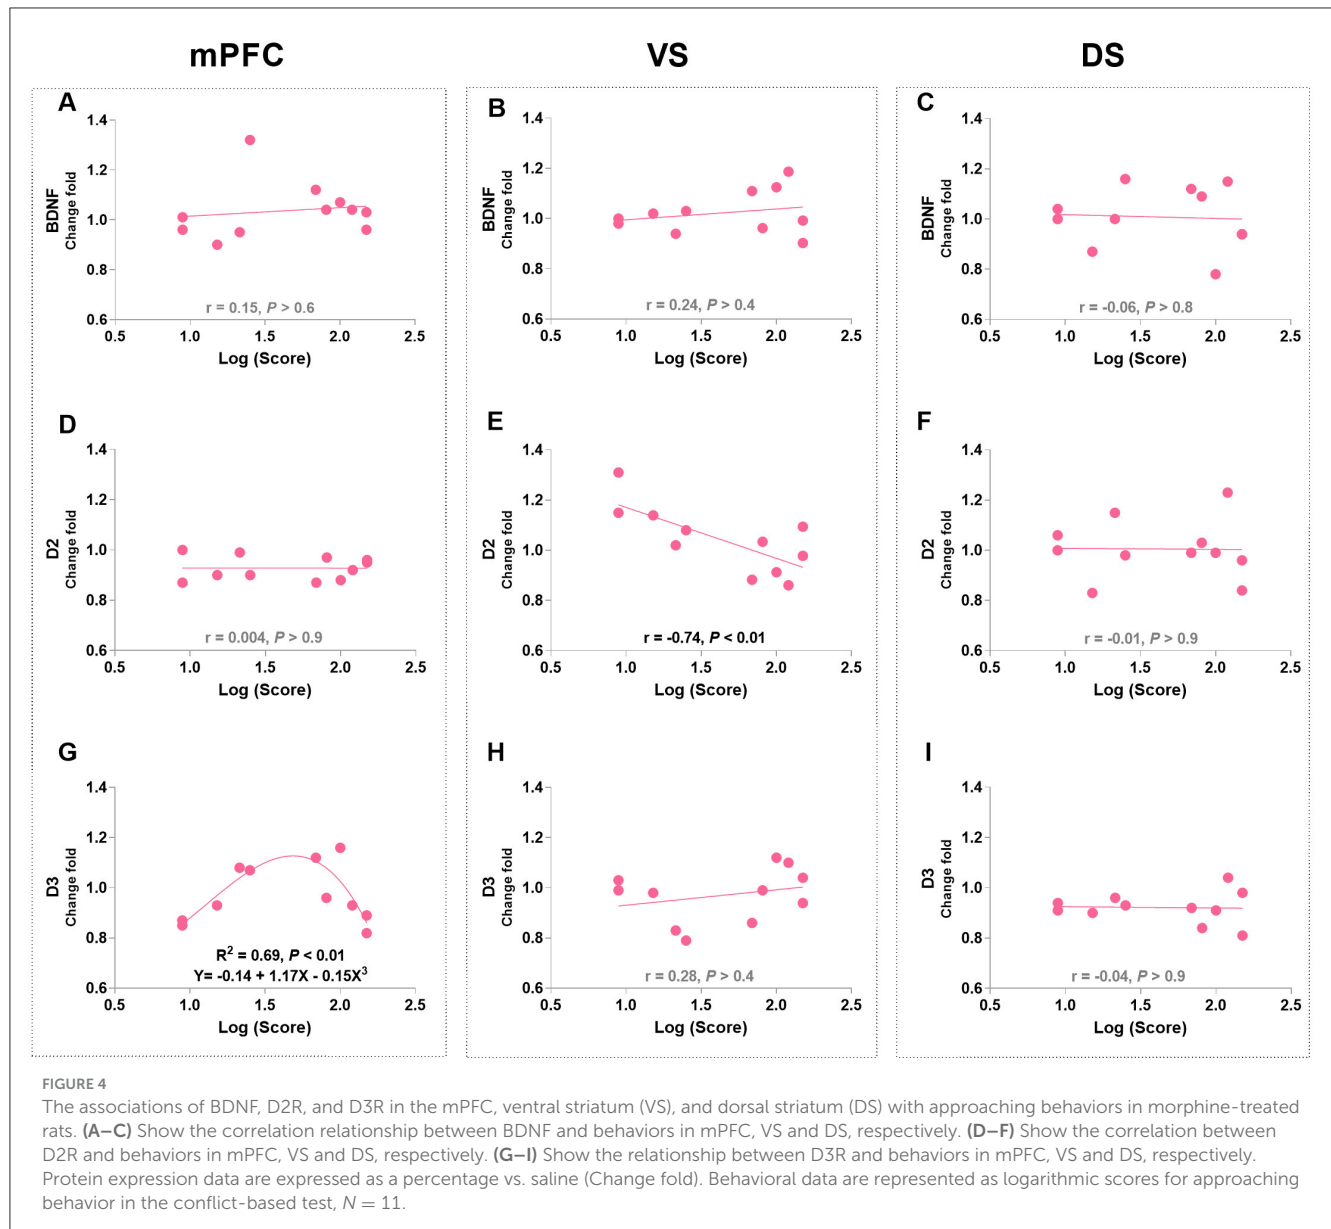 mPFC VS DS
A
1.4
1.2
1.0
0.8
0.6
BDNF
Change fold
r = 0.15, P > 0.6
0.5 1.0 1.5 2.0 2.5
Log (Score)
B
1.4
1.2
1.0
0.8
0.6
BDNF
Change fold
r = 0.24, P > 0.4
0.5 1.0 1.5 2.0 2.5
Log (Score)
C
1.4
1.2
1.0
0.8
0.6
BDNF
Change fold
r = -0.06, P > 0.8
0.5 1.0 1.5 2.0 2.5
Log (Score)
D
1.4
1.2
1.0
0.8
0.6
D2
Change fold
r = 0.004, P > 0.9
0.5 1.0 1.5 2.0 2.5
Log (Score)
E
1.4
1.2
1.0
0.8
0.6
D2
Change fold
r = -0.74, P < 0.01
0.5 1.0 1.5 2.0 2.5
Log (Score)
F
1.4
1.2
1.0
0.8
0.6
D2
Change fold
r = -0.01, P > 0.9
0.5 1.0 1.5 2.0 2.5
Log (Score)
G
1.4
1.2
1.0
0.8
0.6
D3
Change fold
R² = 0.69, P < 0.01
Y= -0.14 + 1.17X - 0.15X³
0.5 1.0 1.5 2.0 2.5
Log (Score)
H
1.4
1.2
1.0
0.8
0.6
D3
Change fold
r = 0.28, P > 0.4
0.5 1.0 1.5 2.0 2.5
Log (Score)
I
1.4
1.2
1.0
0.8
0.6
D3
Change fold
r = -0.04, P > 0.9
0.5 1.0 1.5 2.0 2.5
Log (Score)
FIGURE 4
The associations of BDNF, D2R, and D3R in the mPFC, ventral striatum (VS), and dorsal striatum (DS) with approaching behaviors in morphine-treated
rats. (A–C) Show the correlation relationship between BDNF and behaviors in mPFC, VS and DS, respectively. (D–F) Show the correlation between
D2R and behaviors in mPFC, VS and DS, respectively. (G–I) Show the relationship between D3R and behaviors in mPFC, VS and DS, respectively.
Protein expression data are expressed as a percentage vs. saline (Change fold). Behavioral data are represented as logarithmic scores for approaching
behavior in the conflict-based test, N = 11.